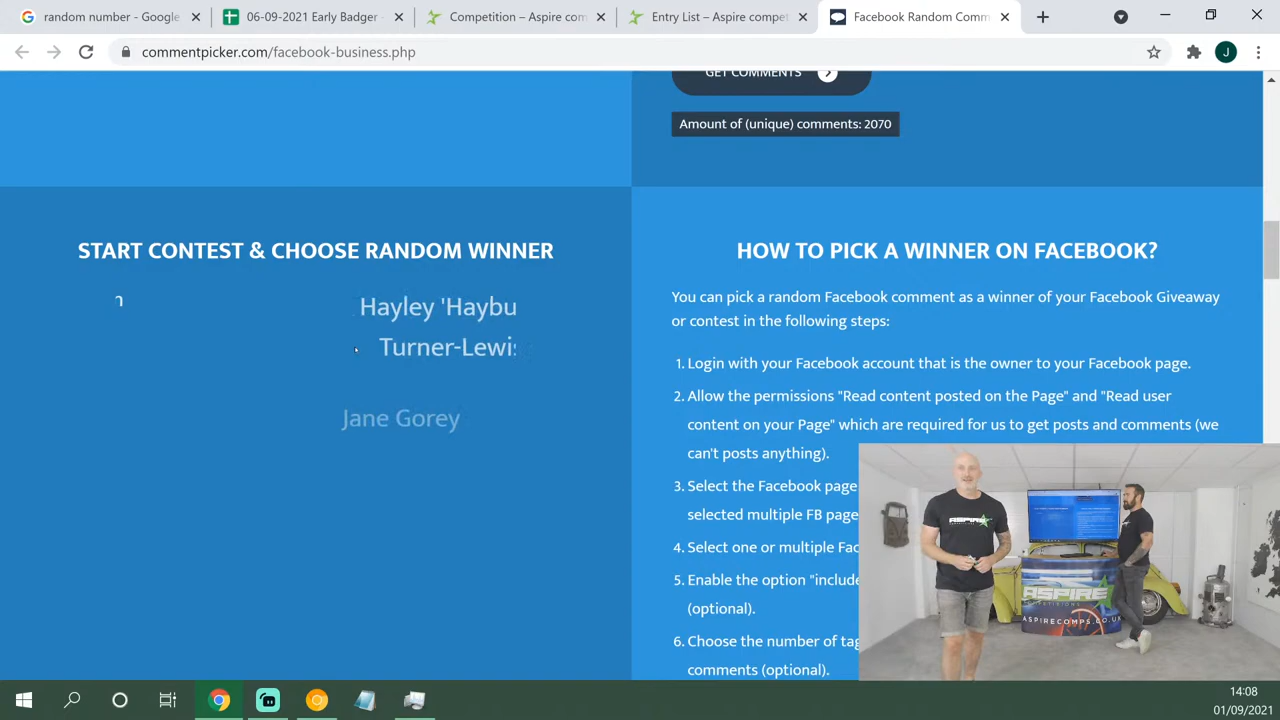 random number - Google
06-09-2021 Early Badger -
Competition – Aspire com
Entry List – Aspire compet
Facebook Random Comm
commentpicker.com/facebook-business.php
J
GET COMMENTS
Amount of (unique) comments: 2070
START CONTEST & CHOOSE RANDOM WINNER
Hayley 'Haybu
Turner-Lewis
Jane Gorey
HOW TO PICK A WINNER ON FACEBOOK?
You can pick a random Facebook comment as a winner of your Facebook Giveaway
or contest in the following steps:
1. Login with your Facebook account that is the owner to your Facebook page.
2. Allow the permissions "Read content posted on the Page" and "Read user
content on your Page" which are required for us to get posts and comments (we
can't posts anything).
3. Select the Facebook page
selected multiple FB page
4. Select one or multiple Fac
5. Enable the option "include
(optional).
6. Choose the number of tag
comments (optional).
ASPIRE
ASPIRE
COMPETITIONS
ASPIRECOMPS.CO.UK
14:08
01/09/2021